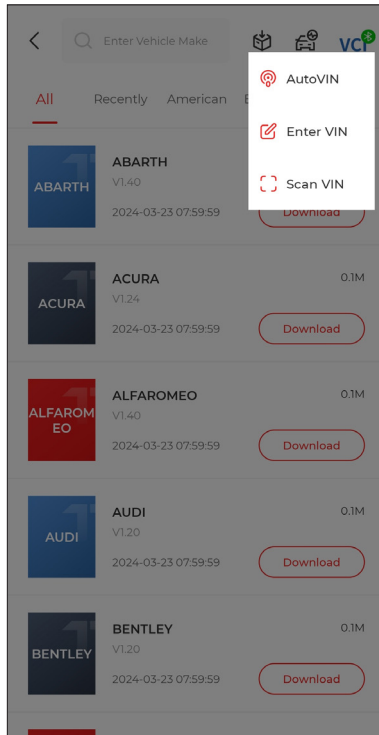 Enter Vehicle Make
VCI
AutoVIN
Enter VIN
Scan VIN
All Recently American
ABARTH
ABARTH
V1.40
2024-03-23 07:59:59
Download
ACURA
ACURA
0.1M
V1.24
2024-03-23 07:59:59
Download
ALFAROM
EO
ALFAROMEO
0.1M
V1.40
2024-03-23 07:59:59
Download
AUDI
AUDI
0.1M
V1.20
2024-03-23 07:59:59
Download
BENTLEY
BENTLEY
0.1M
V1.20
2024-03-23 07:59:59
Download